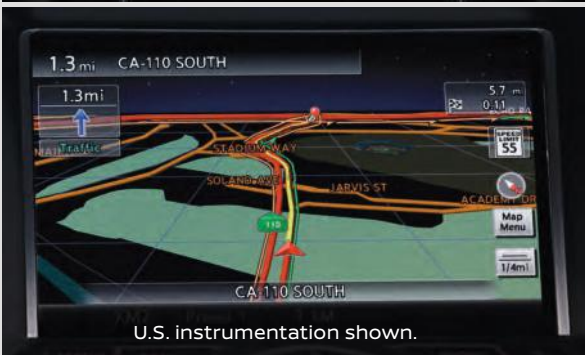 1.3 mi CA-110 SOUTH
1.3mi
Traffic
5.7 m
0:11
SPEED LIMIT
55
STADIUM WAY
SOLANO AVE
JARVIS ST
ACADEMY DR
110
Map
Menu
1/4mi
CA-110 SOUTH
U.S. instrumentation shown.